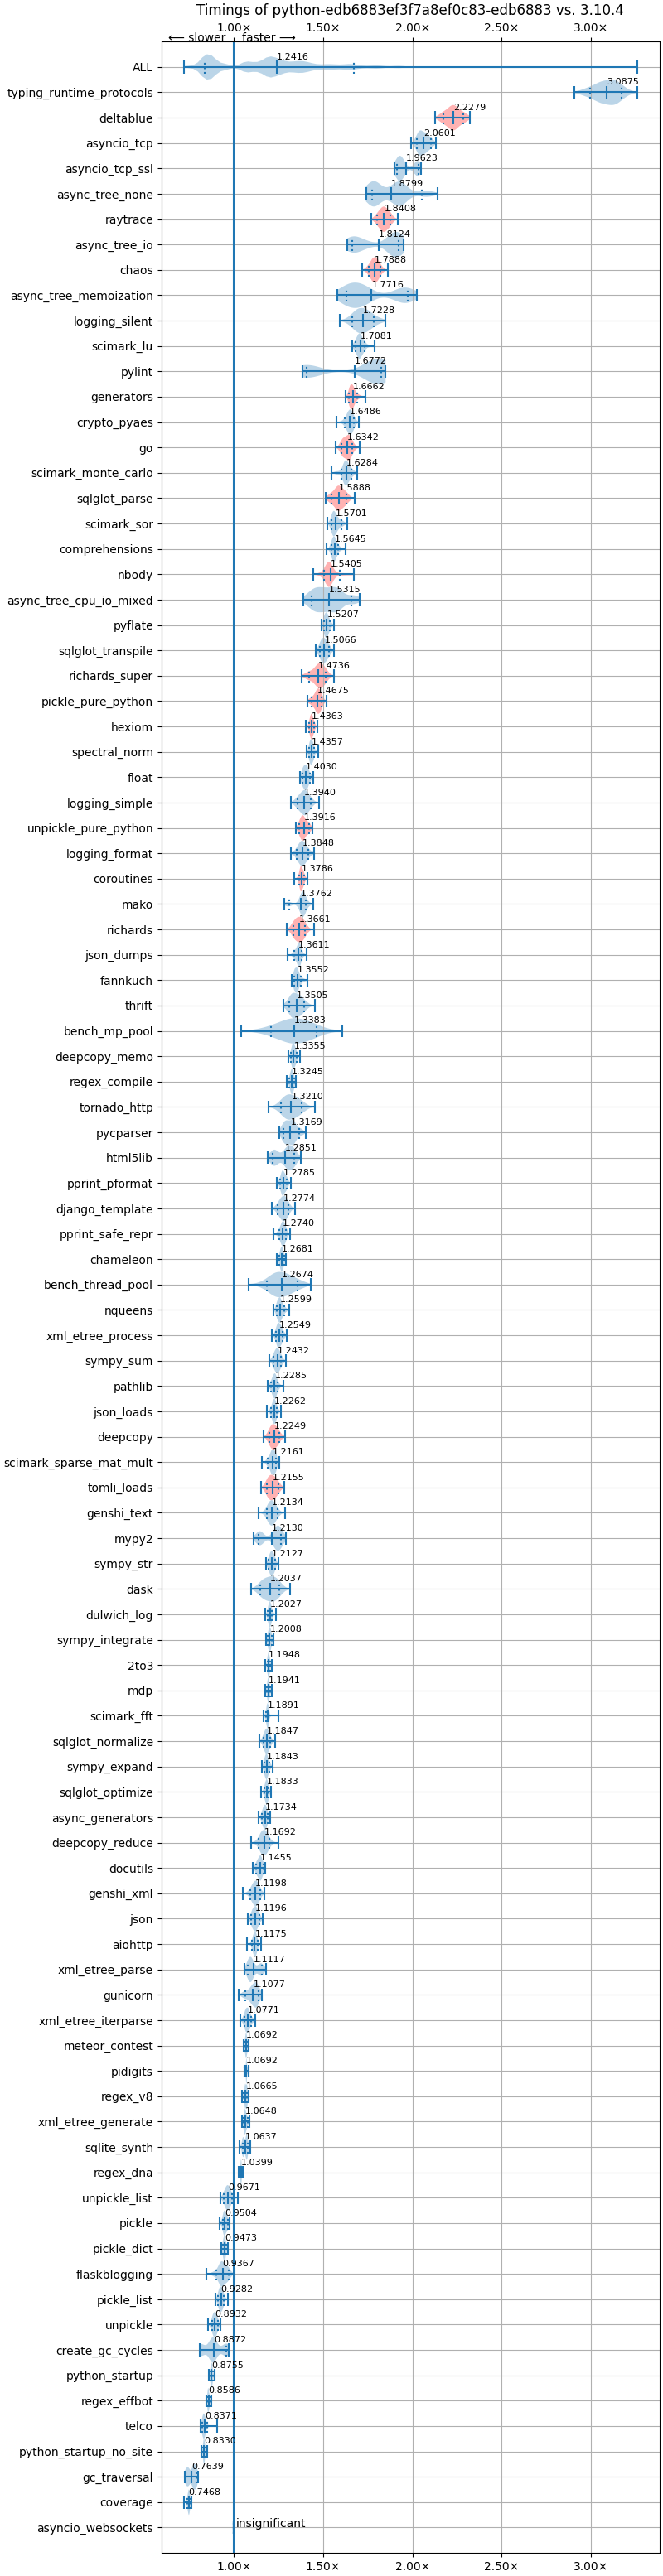 Timings of python-edb6883ef3f7a8ef0c83-edb6883 vs. 3.10.4
1.00× 1.50× 2.00× 2.50× 3.00×
⟵ slower faster ⟶
ALL 1.2416
typing_runtime_protocols 3.0875
deltablue 2.2279
asyncio_tcp 2.0601
asyncio_tcp_ssl 1.9623
async_tree_none 1.8799
raytrace 1.8408
async_tree_io 1.8124
chaos 1.7888
async_tree_memoization 1.7716
logging_silent 1.7228
scimark_lu 1.7081
pylint 1.6772
generators 1.6662
crypto_pyaes 1.6486
go 1.6342
scimark_monte_carlo 1.6284
sqlglot_parse 1.5888
scimark_sor 1.5701
comprehensions 1.5645
nbody 1.5405
async_tree_cpu_io_mixed 1.5315
pyflate 1.5207
sqlglot_transpile 1.5066
richards_super 1.4736
pickle_pure_python 1.4675
hexiom 1.4363
spectral_norm 1.4357
float 1.4030
logging_simple 1.3940
unpickle_pure_python 1.3916
logging_format 1.3848
coroutines 1.3786
mako 1.3762
richards 1.3661
json_dumps 1.3611
fannkuch 1.3552
thrift 1.3505
bench_mp_pool 1.3383
deepcopy_memo 1.3355
regex_compile 1.3245
tornado_http 1.3210
pycparser 1.3169
html5lib 1.2851
pprint_pformat 1.2785
django_template 1.2774
pprint_safe_repr 1.2740
chameleon 1.2681
bench_thread_pool 1.2674
nqueens 1.2599
xml_etree_process 1.2549
sympy_sum 1.2432
pathlib 1.2285
json_loads 1.2262
deepcopy 1.2249
scimark_sparse_mat_mult 1.2161
tomli_loads 1.2155
genshi_text 1.2134
mypy2 1.2130
sympy_str 1.2127
dask 1.2037
dulwich_log 1.2027
sympy_integrate 1.2008
2to3 1.1948
mdp 1.1941
scimark_fft 1.1891
sqlglot_normalize 1.1847
sympy_expand 1.1843
sqlglot_optimize 1.1833
async_generators 1.1734
deepcopy_reduce 1.1692
docutils 1.1455
genshi_xml 1.1198
json 1.1196
aiohttp 1.1175
xml_etree_parse 1.1117
gunicorn 1.1077
xml_etree_iterparse 1.0771
meteor_contest 1.0692
pidigits 1.0692
regex_v8 1.0665
xml_etree_generate 1.0648
sqlite_synth 1.0637
regex_dna 1.0399
unpickle_list 0.9671
pickle 0.9504
pickle_dict 0.9473
flaskblogging 0.9367
pickle_list 0.9282
unpickle 0.8932
create_gc_cycles 0.8872
python_startup 0.8755
regex_effbot 0.8586
telco 0.8371
python_startup_no_site 0.8330
gc_traversal 0.7639
coverage 0.7468
asyncio_websockets insignificant
1.00× 1.50× 2.00× 2.50× 3.00×